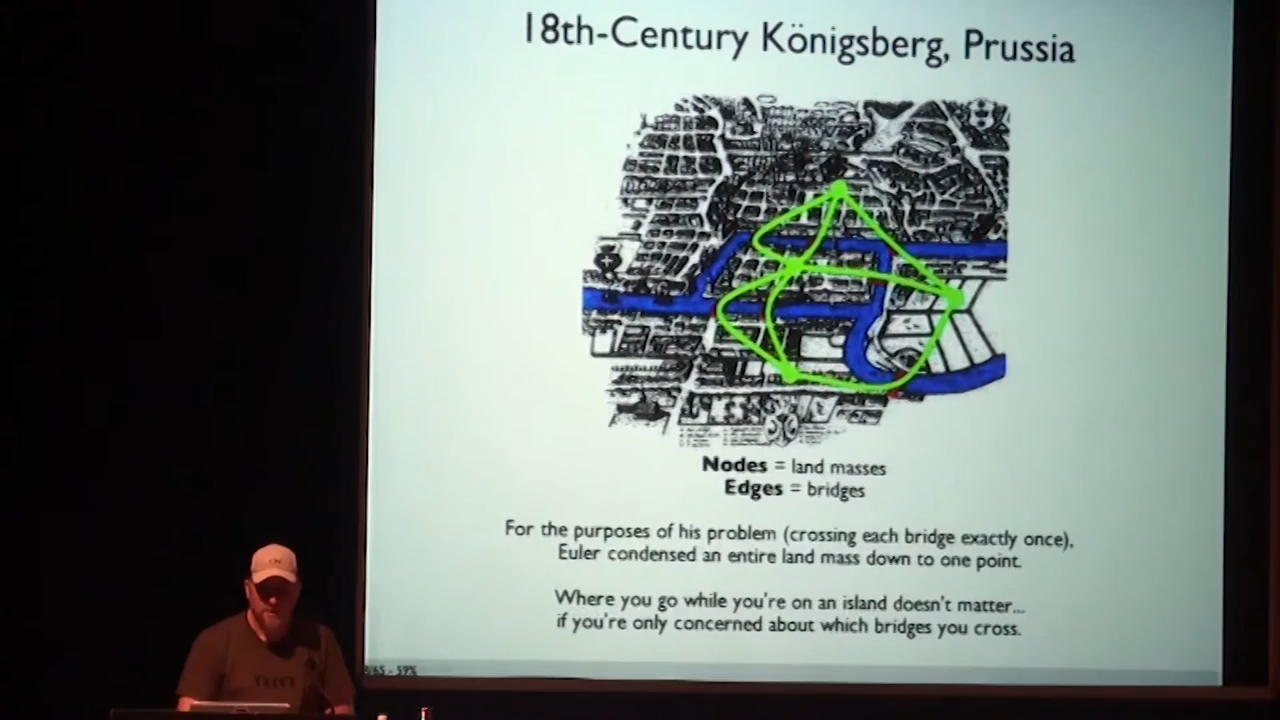 18th-Century Königsberg, Prussia
Nodes = land masses
Edges = bridges
For the purposes of his problem (crossing each bridge exactly once),
Euler condensed an entire land mass down to one point.
Where you go while you're on an island doesn't matter...
if you're only concerned about which bridges you cross.